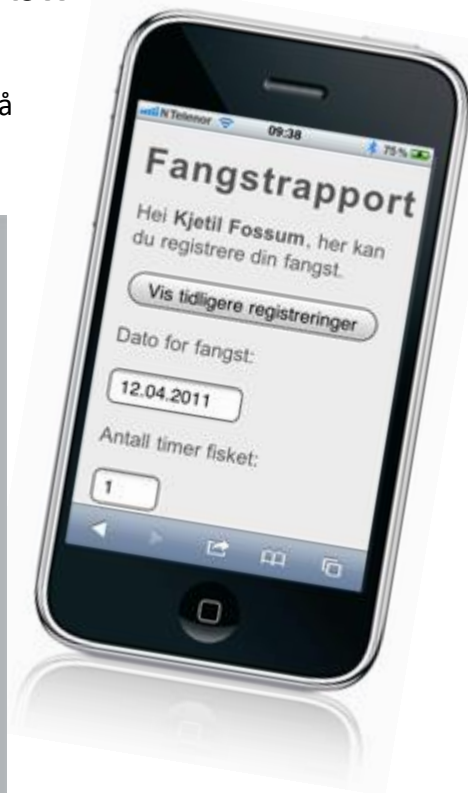 å
N Telenor 09:38 75 %
Fangstrapport
Hei Kjetil Fossum, her kan
du registrere din fangst.
Vis tidligere registreringer
Dato for fangst:
12.04.2011
Antall timer fisket:
1